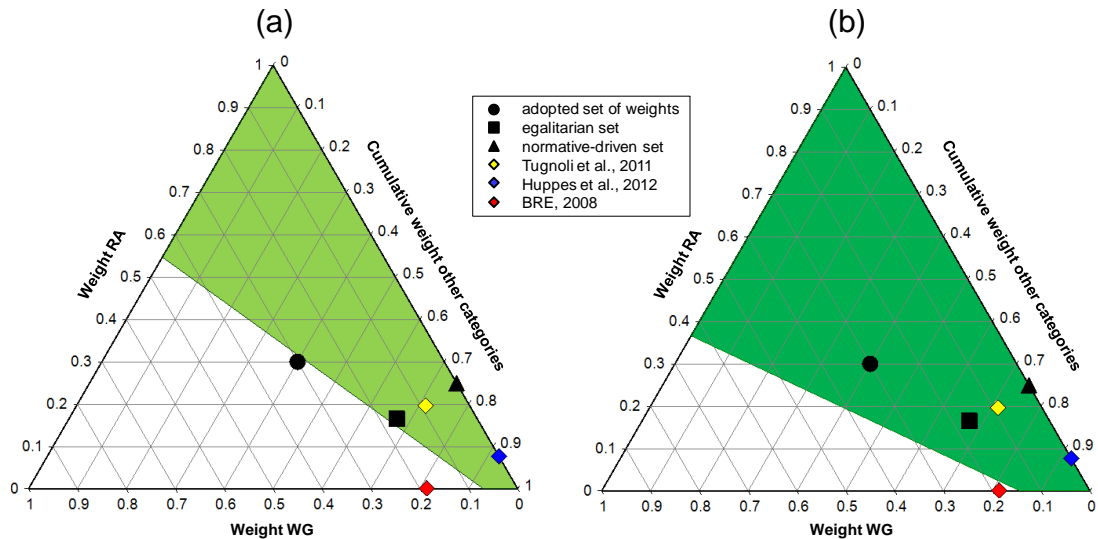 (a)
(b)
adopted set of weights
egalitarian set
normative-driven set
Tugnoli et al., 2011
Huppes et al., 2012
BRE, 2008
Weight RA
1
0.9
0.8
0.7
0.6
0.5
0.4
0.3
0.2
0.1
0
Cumulative weight other categories
0
0.1
0.2
0.3
0.4
0.5
0.6
0.7
0.8
0.9
1
1 0.9 0.8 0.7 0.6 0.5 0.4 0.3 0.2 0.1 0
Weight WG
Weight RA
1
0.9
0.8
0.7
0.6
0.5
0.4
0.3
0.2
0.1
0
Cumulative weight other categories
0
0.1
0.2
0.3
0.4
0.5
0.6
0.7
0.8
0.9
1
1 0.9 0.8 0.7 0.6 0.5 0.4 0.3 0.2 0.1 0
Weight WG